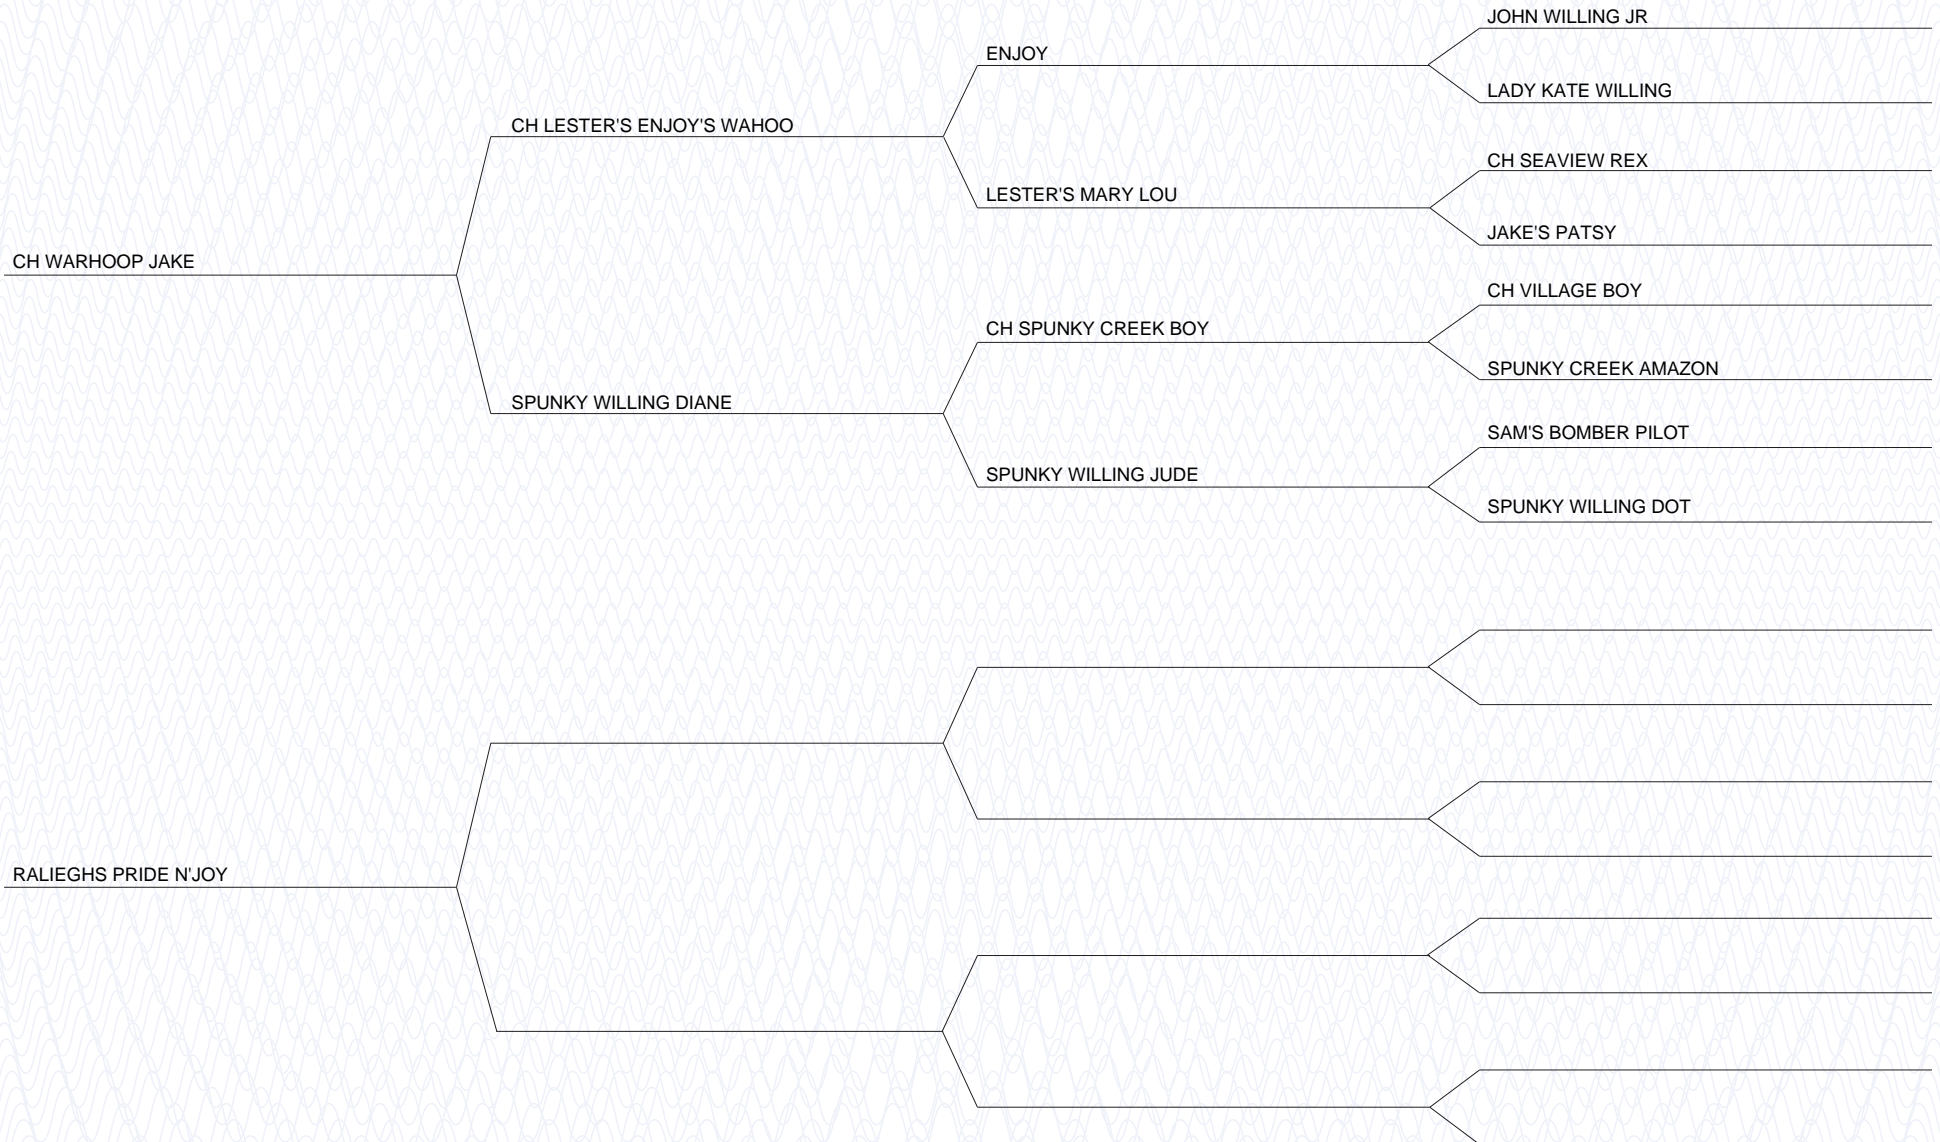 JOHN WILLING JR
ENJOY
LADY KATE WILLING
CH LESTER'S ENJOY'S WAHOO
CH SEAVIEW REX
LESTER'S MARY LOU
JAKE'S PATSY
CH WARHOOP JAKE
CH VILLAGE BOY
CH SPUNKY CREEK BOY
SPUNKY CREEK AMAZON
SPUNKY WILLING DIANE
SAM'S BOMBER PILOT
SPUNKY WILLING JUDE
SPUNKY WILLING DOT
RALIEGHS PRIDE N'JOY